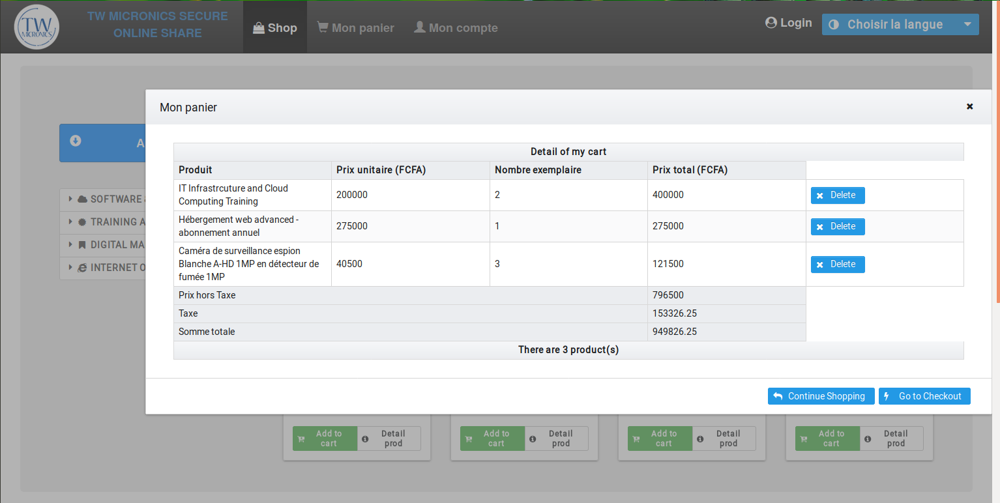 TW
MICRONICS
TW MICRONICS SECURE
ONLINE SHARE
Shop
Mon panier
Mon compte
Login
Choisir la langue
Mon panier
A
Detail of my cart
Produit Prix unitaire (FCFA) Nombre exemplaire Prix total (FCFA)
IT Infrastrcuture and Cloud
Computing Training
200000 2 400000 Delete
Hébergement web advanced -
abonnement annuel
275000 1 275000 Delete
Caméra de surveillance espion
Blanche A-HD 1MP en détecteur de
fumée 1MP
40500 3 121500 Delete
Prix hors Taxe 796500
Taxe 153326.25
Somme totale 949826.25
There are 3 product(s)
SOFTWARE
TRAINING A
DIGITAL MA
INTERNET O
Continue Shopping
Go to Checkout
Add to
cart
Detail
prod
Add to
cart
Detail
prod
Add to
cart
Detail
prod
Add to
cart
Detail
prod